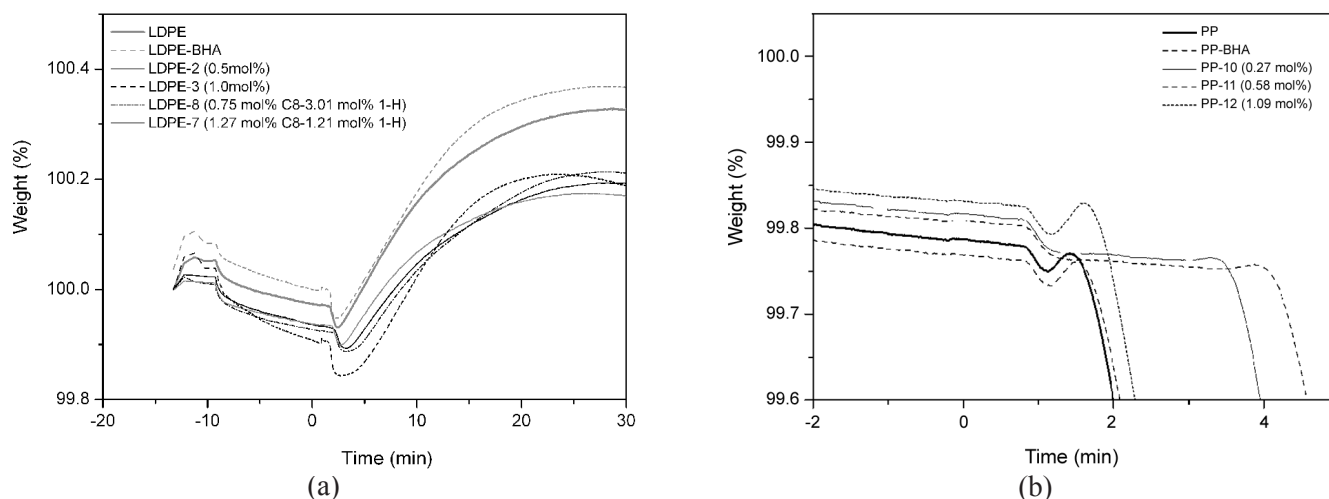 LDPE
LDPE-BHA
LDPE-2 (0.5mol%)
LDPE-3 (1.0mol%)
LDPE-8 (0.75 mol% C8-3.01 mol% 1-H)
LDPE-7 (1.27 mol% C8-1.21 mol% 1-H)
100.4
100.2
100.0
99.8
Weight (%)
-20
-10
0
10
20
30
Time (min)
(a)
PP
PP-BHA
PP-10 (0.27 mol%)
PP-11 (0.58 mol%)
PP-12 (1.09 mol%)
100.0
99.9
99.8
99.7
99.6
Weight (%)
-2
0
2
4
Time (min)
(b)